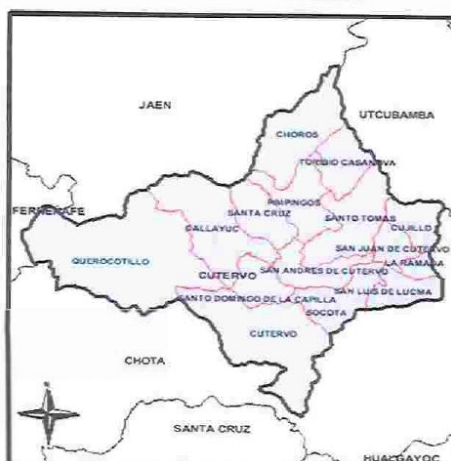 JAEN
UTCUBAMBA
CHOROS
TORIBIO CASANOVA
FERREÑAFE
PIMPINGOS
SANTA CRUZ
SANTO TOMAS
CALLAYUC
CUJILLO
SAN JUAN DE CUTERVO
QUEROCOTILLO
LA RAMADA
CUTERVO
SAN ANDRES DE CUTERVO
SAN LUIS DE LUCMA
SANTO DOMINGO DE LA CAPILLA
SOCOTA
CUTERVO
CHOTA
N
SANTA CRUZ
HUALGAYOC